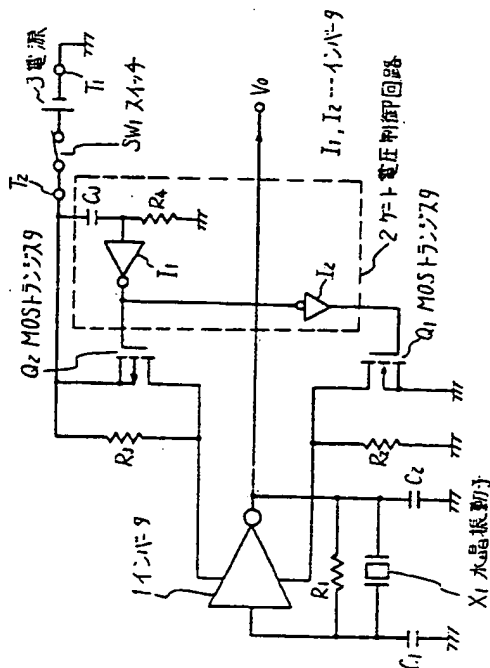 3 電源
T1
SW1 スイッチ
T2
C3
R4
I1
I2
I1, I2 … インバータ
V0
2 ゲート電圧制御回路
Q2 MOSトランジスタ
Q1 MOSトランジスタ
R3
R2
1 インバータ
R1
C2
C1
X1 水晶振動子